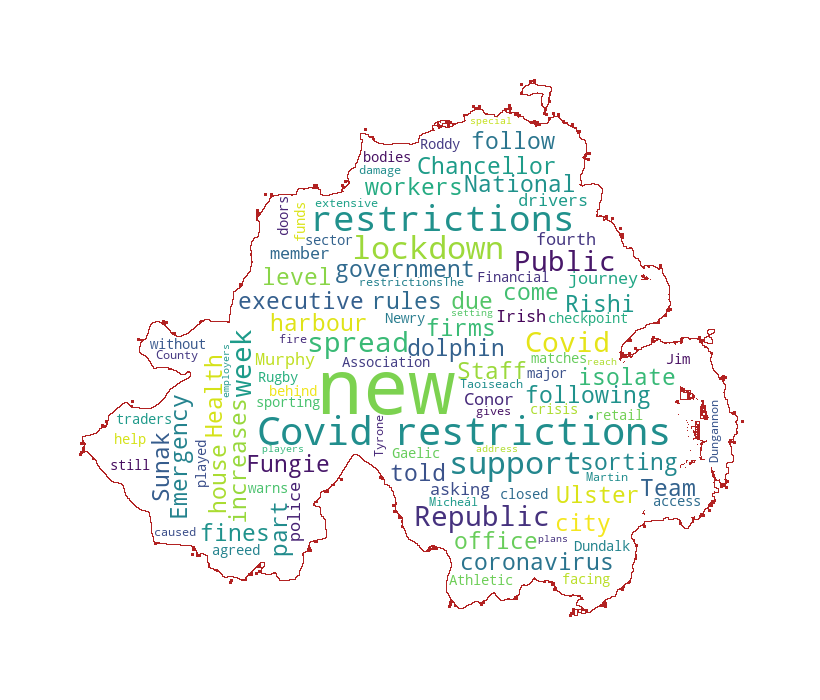 special
Roddy follow
bodies Chancellor
damage
workers National
doors funds extensive drivers
restrictions
sector fourth
member lockdown Public
government Financial journey
level restrictionsThe come
executive rules due Rishi
harbour Newry setting Irish checkpoint
without fire spread firms Covid
County employers week Murphy Association dolphin matches reach Jim
Health Rugby new Staff major isolate
behind Taoiseach
traders sporting Conor following
help increases gives crisis retail
Emergency Covid restrictions Dungannon
still Sunak played house players Tyrone Gaelic address
Fungie support sorting
warns told Martin
asking closed Ulster Team
caused police Micheál access
fines part Republic city
agreed office plans Dundalk
coronavirus
Athletic facing